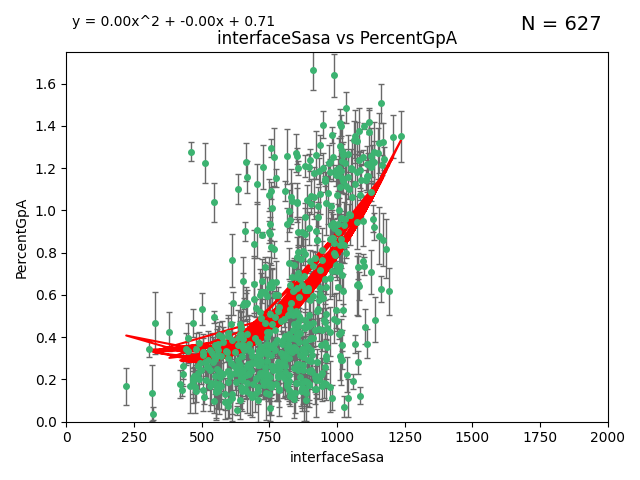 y = 0.00x^2 + -0.00x + 0.71
N = 627
interfaceSasa vs PercentGpA
PercentGpA
1.6
1.4
1.2
1.0
0.8
0.6
0.4
0.2
0.0
0 250 500 750 1000 1250 1500 1750 2000
interfaceSasa